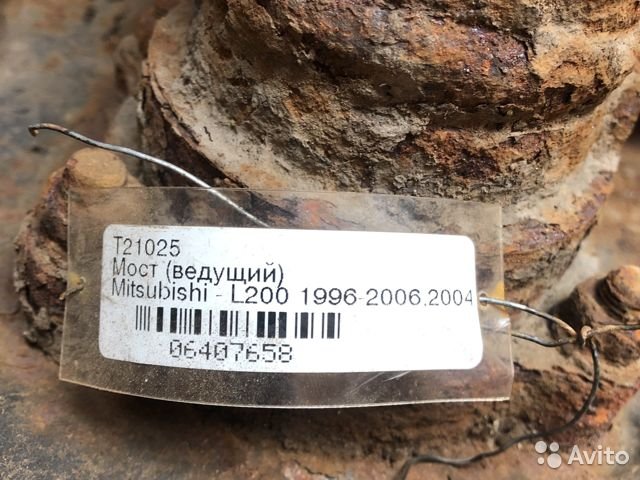 T21025
Мост (ведущий)
Mitsubishi - L200 1996-2006,2004
06407658
Avito